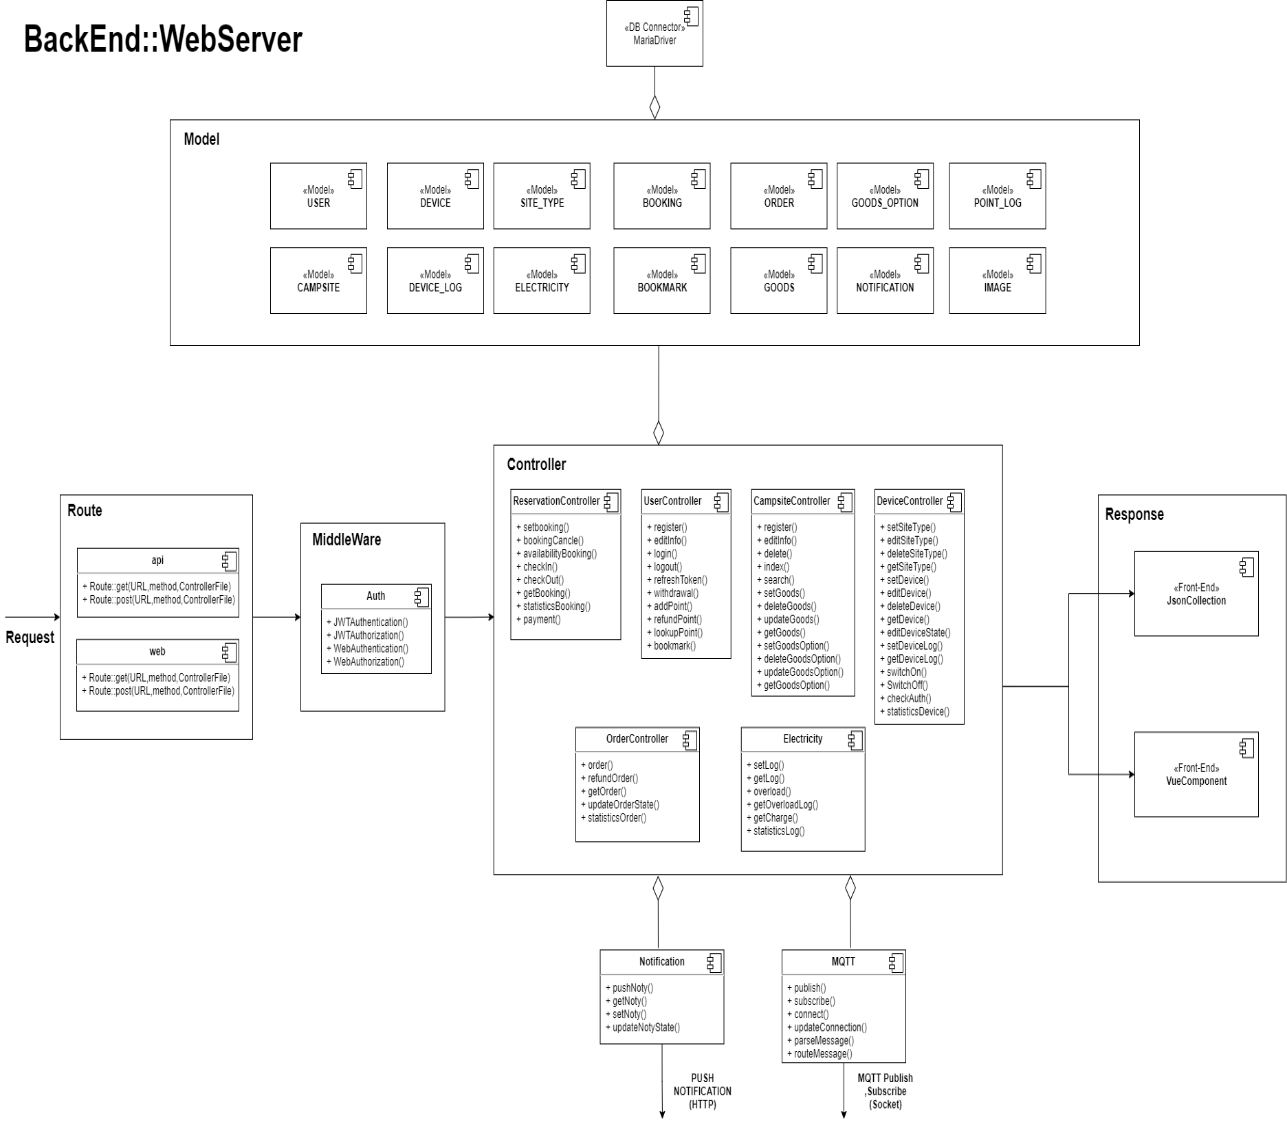 BackEnd::WebServer
«DB Connector»
MariaDriver
Model
«Model»
USER
«Model»
DEVICE
«Model»
SITE_TYPE
«Model»
BOOKING
«Model»
ORDER
«Model»
GOODS_OPTION
«Model»
POINT_LOG
«Model»
CAMPSITE
«Model»
DEVICE_LOG
«Model»
ELECTRICITY
«Model»
BOOKMARK
«Model»
GOODS
«Model»
NOTIFICATION
«Model»
IMAGE
Request
Route
api
+ Route::get(URL,method,ControllerFile)
+ Route::post(URL,method,ControllerFile)
web
+ Route::get(URL,method,ControllerFile)
+ Route::post(URL,method,ControllerFile)
MiddleWare
Auth
+ JWTAuthentication()
+ JWTAuthorization()
+ WebAuthentication()
+ WebAuthorization()
Controller
ReservationController
+ setbooking()
+ bookingCancle()
+ availabilityBooking()
+ checkIn()
+ checkOut()
+ getBooking()
+ statisticsBooking()
+ payment()
UserController
+ register()
+ editInfo()
+ login()
+ logout()
+ refreshToken()
+ withdrawal()
+ addPoint()
+ refundPoint()
+ lookupPoint()
+ bookmark()
CampsiteController
+ register()
+ editInfo()
+ delete()
+ index()
+ search()
+ setGoods()
+ deleteGoods()
+ updateGoods()
+ getGoods()
+ setGoodsOption()
+ deleteGoodsOption()
+ updateGoodsOption()
+ getGoodsOption()
DeviceController
+ setSiteType()
+ editSiteType()
+ deleteSiteType()
+ getSiteType()
+ setDevice()
+ editDevice()
+ deleteDevice()
+ getDevice()
+ editDeviceState()
+ setDeviceLog()
+ getDeviceLog()
+ switchOn()
+ SwitchOff()
+ checkAuth()
+ statisticsDevice()
OrderController
+ order()
+ refundOrder()
+ getOrder()
+ updateOrderState()
+ statisticsOrder()
Electricity
+ setLog()
+ getLog()
+ overload()
+ getOverloadLog()
+ getCharge()
+ statisticsLog()
Response
«Front-End»
JsonCollection
«Front-End»
VueComponent
Notification
+ pushNoty()
+ getNoty()
+ setNoty()
+ updateNotyState()
MQTT
+ publish()
+ subscribe()
+ connect()
+ updateConnection()
+ parseMessage()
+ routeMessage()
PUSH
NOTIFICATION
(HTTP)
MQTT Publish
,Subscribe
(Socket)